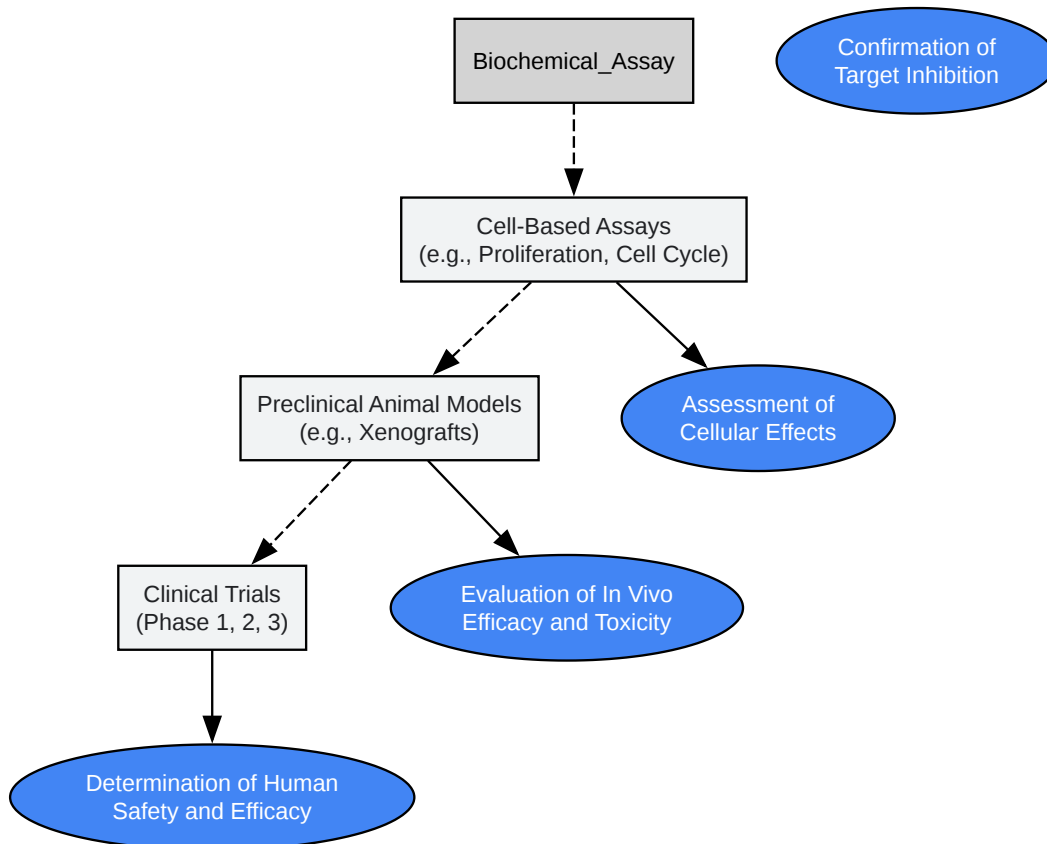 Biochemical_Assay
Confirmation of
Target Inhibition
Cell-Based Assays
(e.g., Proliferation, Cell Cycle)
Preclinical Animal Models
(e.g., Xenografts)
Assessment of
Cellular Effects
Clinical Trials
(Phase 1, 2, 3)
Evaluation of In Vivo
Efficacy and Toxicity
Determination of Human
Safety and Efficacy